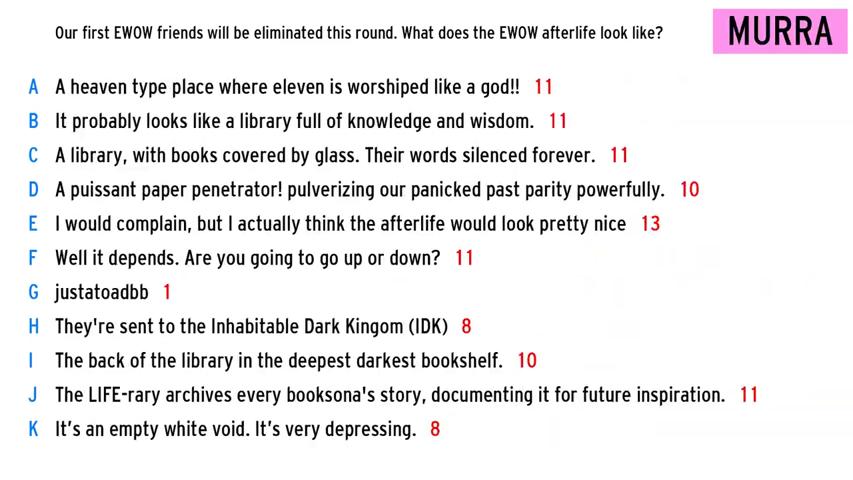 Our first EWOW friends will be eliminated this round. What does the EWOW afterlife look like?
MURRA
A A heaven type place where eleven is worshiped like a god!! 11
B It probably looks like a library full of knowledge and wisdom. 11
C A library, with books covered by glass. Their words silenced forever. 11
D A puissant paper penetrator! pulverizing our panicked past parity powerfully. 10
E I would complain, but I actually think the afterlife would look pretty nice 13
F Well it depends. Are you going to go up or down? 11
G justatoadbb 1
H They're sent to the Inhabitable Dark Kingom (IDK) 8
I The back of the library in the deepest darkest bookshelf. 10
J The LIFE-rary archives every booksona's story, documenting it for future inspiration. 11
K It’s an empty white void. It’s very depressing. 8